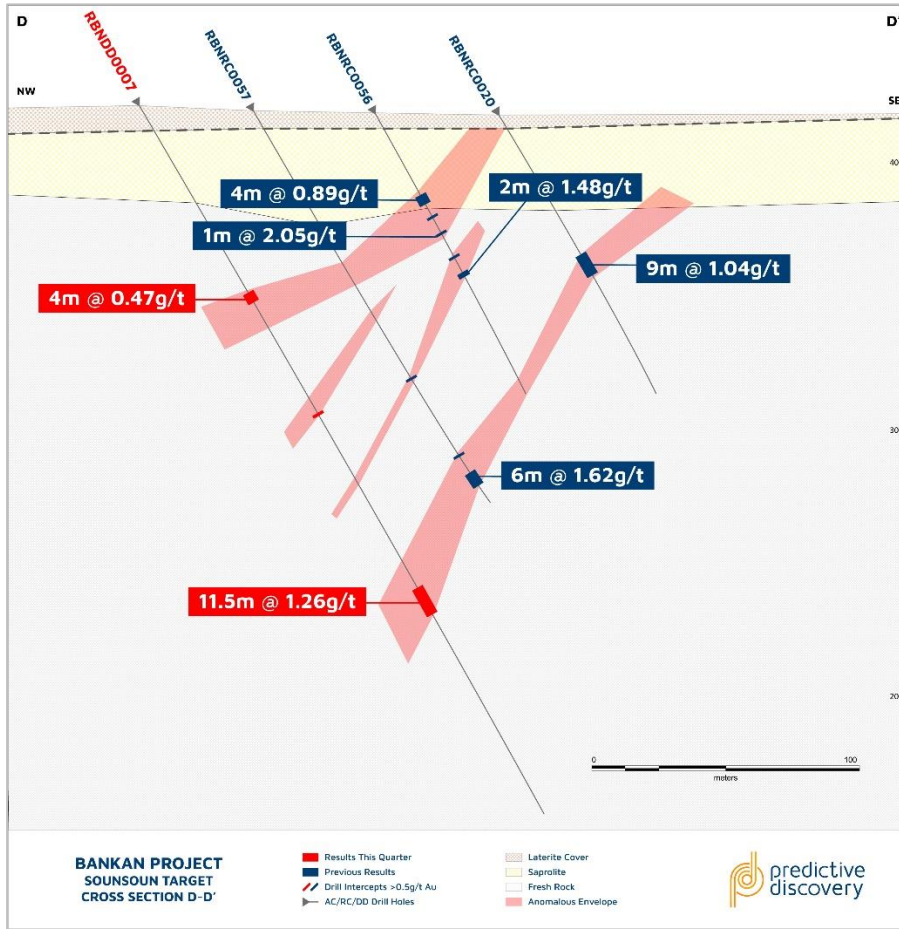 D
D'
NW
SE
RBNDD0007
RBNRC0057
RBNRC0056
RBNRC0020
40
4m @ 0.89g/t
2m @ 1.48g/t
1m @ 2.05g/t
9m @ 1.04g/t
4m @ 0.47g/t
30
6m @ 1.62g/t
11.5m @ 1.26g/t
20
0 100
meters
BANKAN PROJECT
SOUNSOUN TARGET
CROSS SECTION D-D'
Results This Quarter
Previous Results
Drill Intercepts >0.5g/t Au
AC/RC/DD Drill Holes
Laterite Cover
Saprolite
Fresh Rock
Anomalous Envelope
predictive
discovery